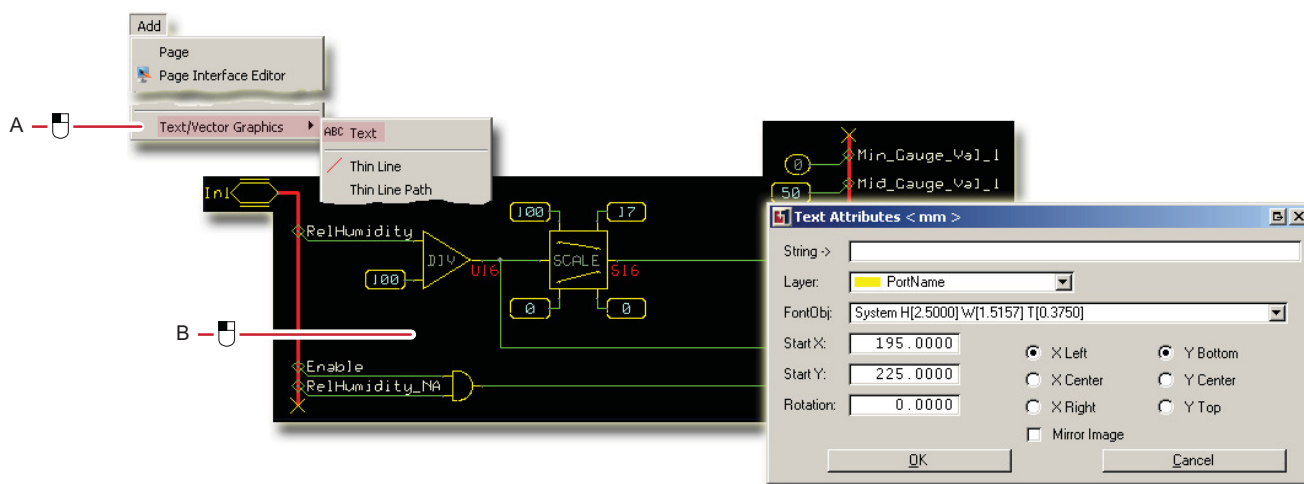 Add
Page
Page Interface Editor
A
Text/Vector Graphics
ABC Text
Thin Line
Thin Line Path
In1
RelHumidity
DIV
U16
100
100
17
SCALE
S16
0
0
B
Enable
RelHumidity_NA
0
Min_Gauge_Val_1
50
Mid_Gauge_Val_1
Text Attributes < mm >
String ->
Layer: PortName
FontObj: System H[2.5000] W[1.5157] T[0.3750]
Start X: 195.0000 X Left Y Bottom
Start Y: 225.0000 X Center Y Center
Rotation: 0.0000 X Right Y Top
Mirror Image
OK Cancel